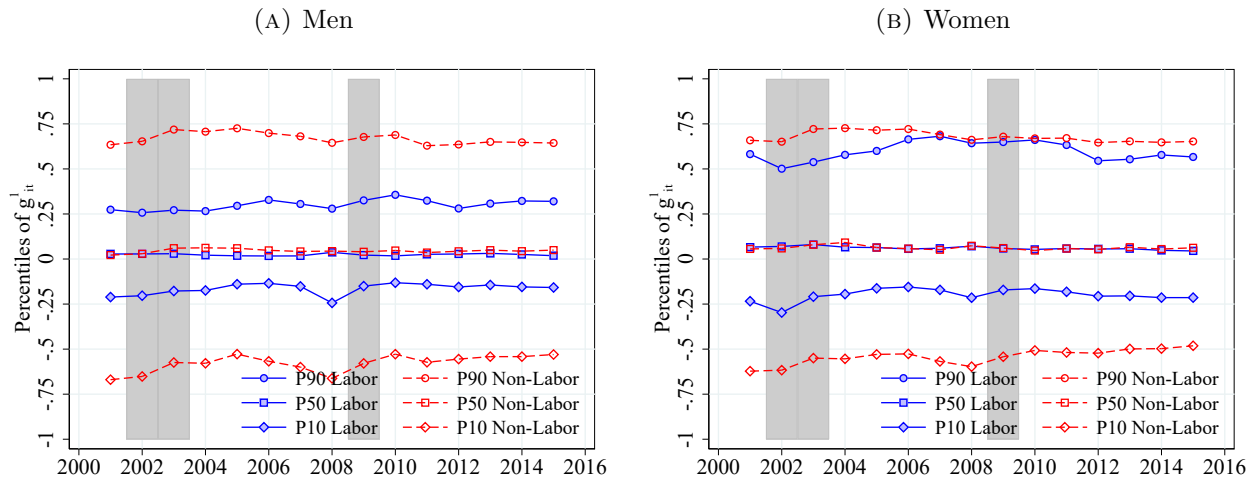 (A) Men
Percentiles of g¹ᵢₜ
1
.75
.5
.25
0
-.25
-.5
-.75
-1
P90 Labor
P90 Non-Labor
P50 Labor
P50 Non-Labor
P10 Labor
P10 Non-Labor
2000 2002 2004 2006 2008 2010 2012 2014 2016
(B) Women
Percentiles of g¹ᵢₜ
1
.75
.5
.25
0
-.25
-.5
-.75
-1
P90 Labor
P90 Non-Labor
P50 Labor
P50 Non-Labor
P10 Labor
P10 Non-Labor
2000 2002 2004 2006 2008 2010 2012 2014 2016